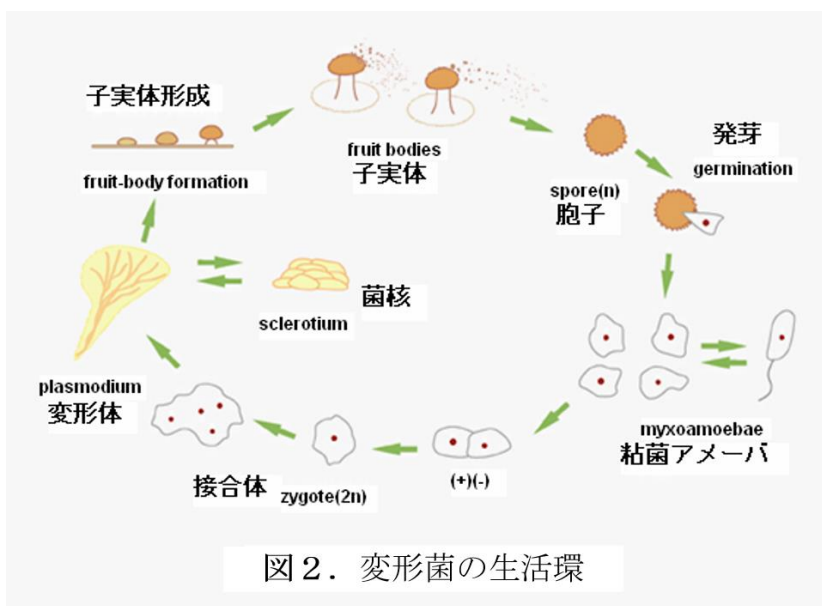 子実体形成
fruit-body formation
fruit bodies
子実体
spore(n)
胞子
発芽
germination
myxoamoebae
粘菌アメーバ
(+)(-)
zygote(2n)
接合体
plasmodium
変形体
sclerotium
菌核
図2．変形菌の生活環